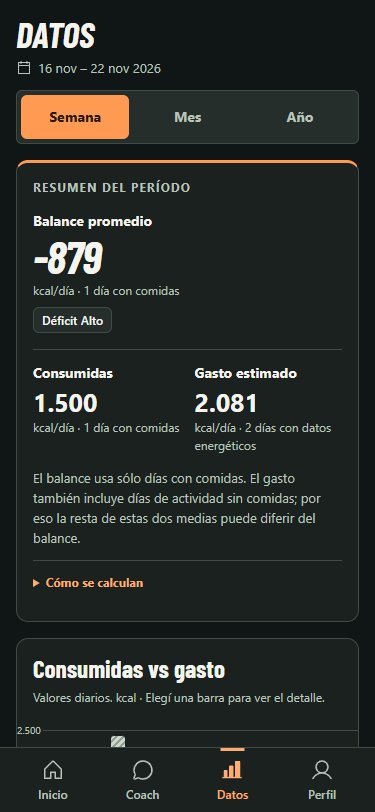 DATOS
16 nov – 22 nov 2026
Semana
Mes
Año
RESUMEN DEL PERÍODO
Balance promedio
-879
kcal/día · 1 día con comidas
Déficit Alto
Consumidas
1.500
kcal/día · 1 día con comidas
Gasto estimado
2.081
kcal/día · 2 días con datos
energéticos
El balance usa sólo días con comidas. El gasto
también incluye días de actividad sin comidas; por
eso la resta de estas dos medias puede diferir del
balance.
Cómo se calculan
Consumidas vs gasto
Valores diarios. kcal · Elegí una barra para ver el detalle.
2.500
Inicio
Coach
Datos
Perfil